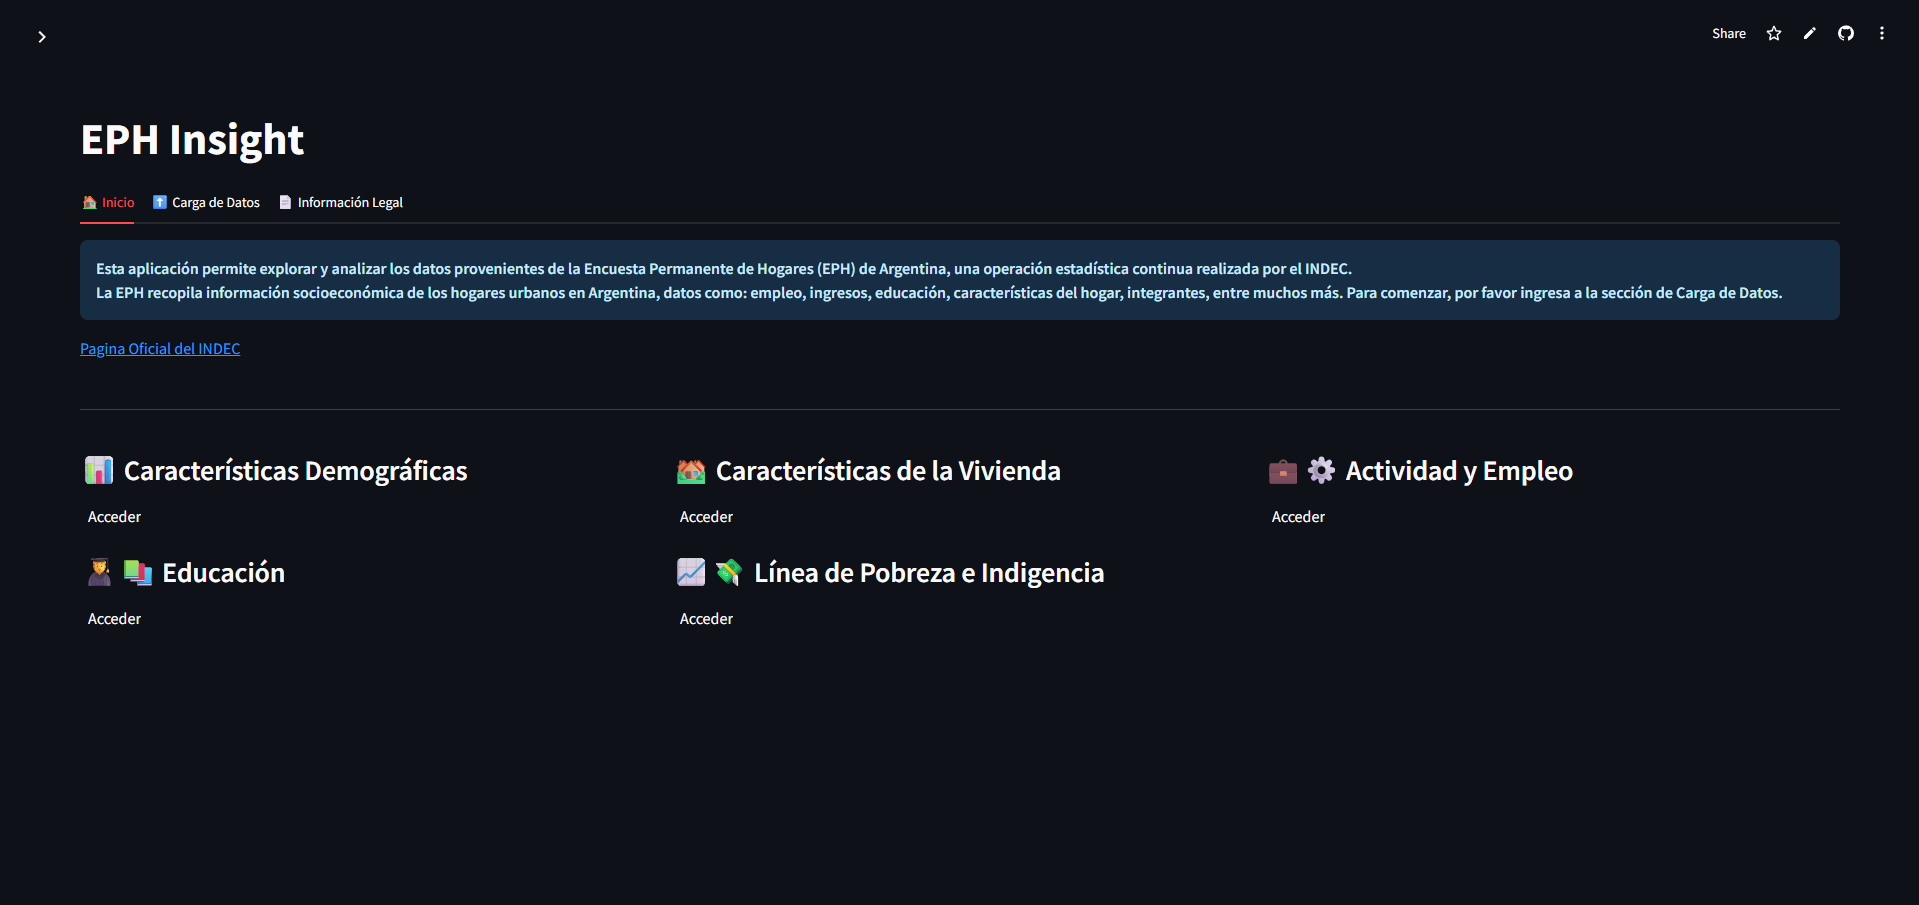 Share
EPH Insight
Inicio Carga de Datos Información Legal
Esta aplicación permite explorar y analizar los datos provenientes de la Encuesta Permanente de Hogares (EPH) de Argentina, una operación estadística continua realizada por el INDEC.
La EPH recopila información socioeconómica de los hogares urbanos en Argentina, datos como: empleo, ingresos, educación, características del hogar, integrantes, entre muchos más. Para comenzar, por favor ingresa a la sección de Carga de Datos.
Pagina Oficial del INDEC
Características Demográficas
Acceder
Características de la Vivienda
Acceder
Actividad y Empleo
Acceder
Educación
Acceder
Línea de Pobreza e Indigencia
Acceder